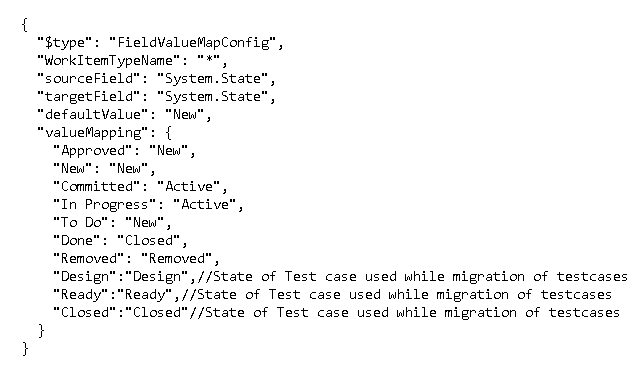 {
"$type": "FieldValueMapConfig",
"WorkItemTypeName": "*",
"sourceField": "System.State",
"targetField": "System.State",
"defaultValue": "New",
"valueMapping": {
"Approved": "New",
"New": "New",
"Committed": "Active",
"In Progress": "Active",
"To Do": "New",
"Done": "Closed",
"Removed": "Removed",
"Design":"Design",//State of Test case used while migration of testcases
"Ready":"Ready",//State of Test case used while migration of testcases
"Closed":"Closed"//State of Test case used while migration of testcases
}
}